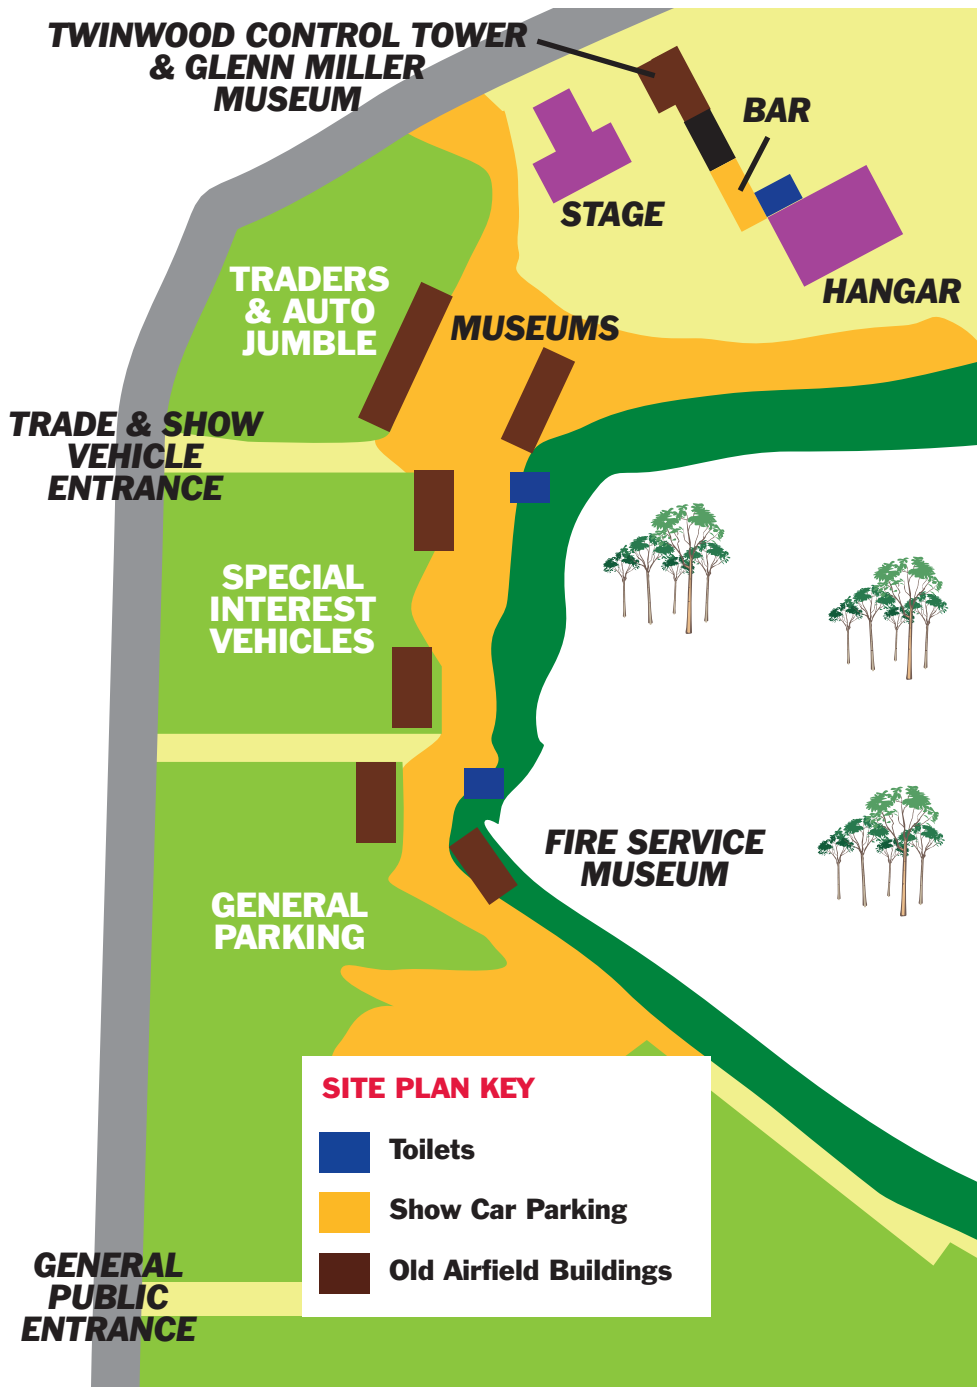 TWINWOOD CONTROL TOWER
& GLENN MILLER
MUSEUM
BAR
STAGE
HANGAR
TRADERS
& AUTO
JUMBLE
MUSEUMS
TRADE & SHOW
VEHICLE
ENTRANCE
SPECIAL
INTEREST
VEHICLES
FIRE SERVICE
MUSEUM
GENERAL
PARKING
SITE PLAN KEY
Toilets
Show Car Parking
Old Airfield Buildings
GENERAL
PUBLIC
ENTRANCE